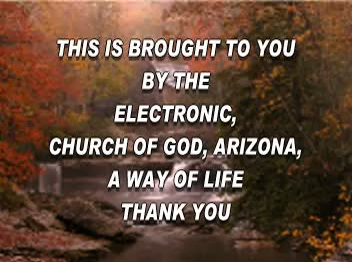 THIS IS BROUGHT TO YOU
BY THE
ELECTRONIC,
CHURCH OF GOD, ARIZONA,
A WAY OF LIFE
THANK YOU